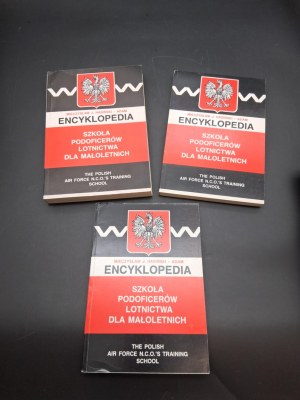 ENCYKLOPEDIA
SZKOŁA
PODOFICERÓW
LOTNICTWA
DLA MAŁOLETNICH
THE POLISH
AIR FORCE N.C.O.'S TRAINING
SCHOOL
ENCYKLOPEDIA
SZKOŁA
PODOFICERÓW
LOTNICTWA
DLA MAŁOLETNICH
THE POLISH
AIR FORCE N.C.O.'S TRAINING
SCHOOL
ENCYKLOPEDIA
SZKOŁA
PODOFICERÓW
LOTNICTWA
DLA MAŁOLETNICH
THE POLISH
AIR FORCE N.C.O.'S TRAINING
SCHOOL